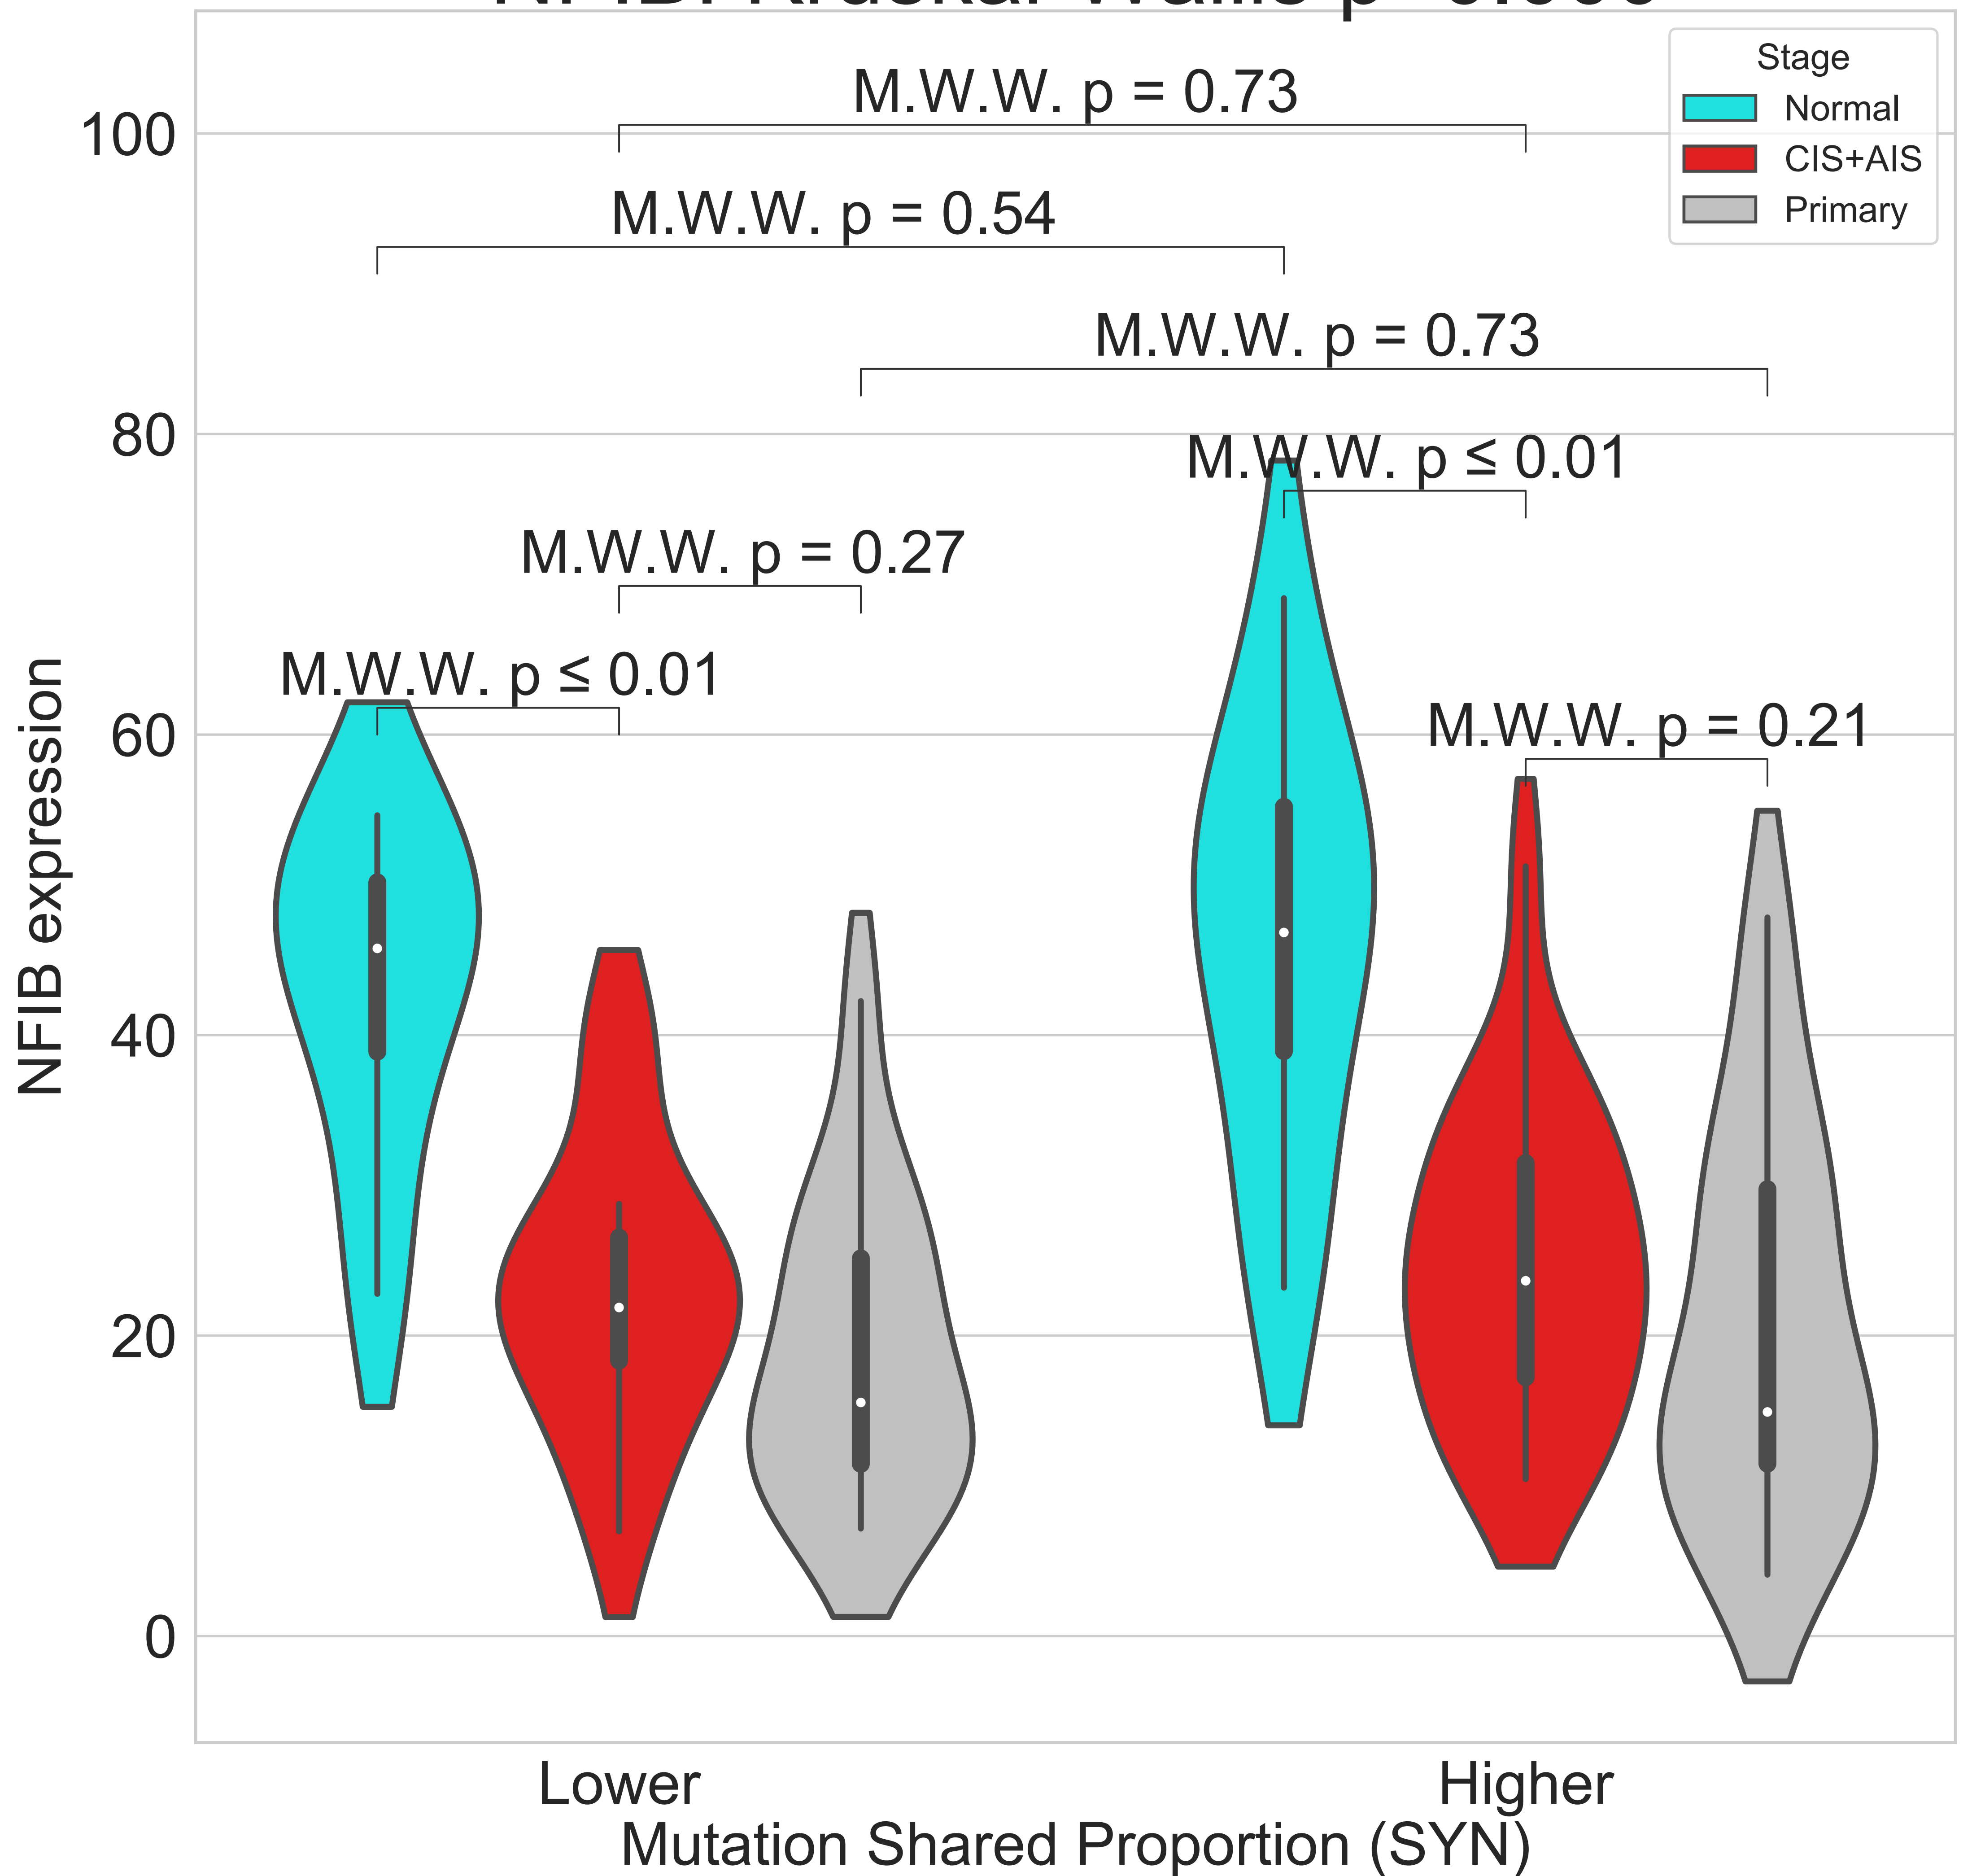 Stage
Normal
CIS+AIS
Primary
M.W.W. p = 0.73
M.W.W. p = 0.54
M.W.W. p = 0.73
M.W.W. p ≤ 0.01
M.W.W. p = 0.27
M.W.W. p ≤ 0.01
M.W.W. p = 0.21
100
80
60
40
20
0
NFIB expression
Lower
Higher
Mutation Shared Proportion (SYN)